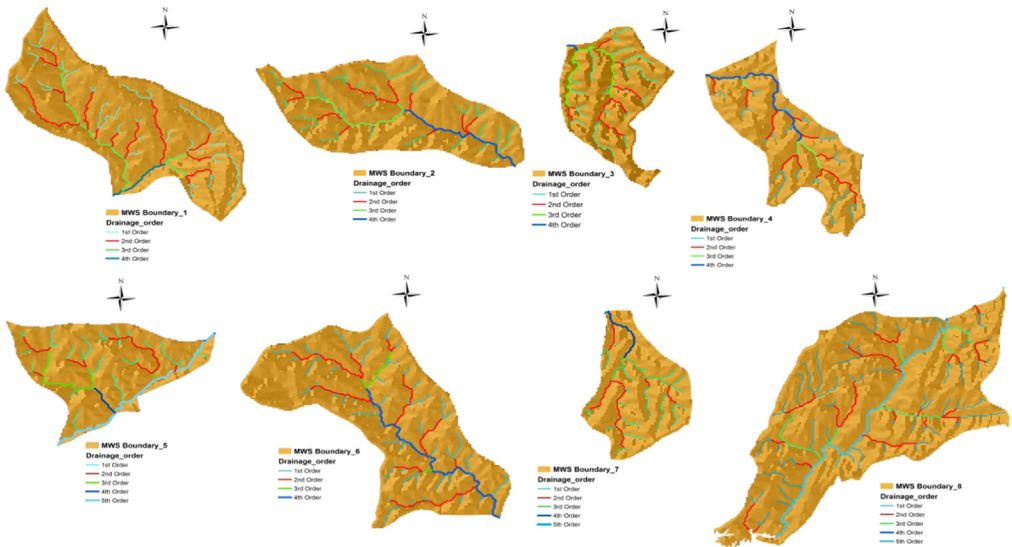 N
N
N
N
MWS Boundary_1
Drainage_order
1st Order
2nd Order
3rd Order
4th Order
MWS Boundary_2
Drainage_order
1st Order
2nd Order
3rd Order
4th Order
MWS Boundary_3
Drainage_order
1st Order
2nd Order
3rd Order
4th Order
MWS Boundary_4
Drainage_order
1st Order
2nd Order
3rd Order
4th Order
N
N
N
N
MWS Boundary_5
Drainage_order
1st Order
2nd Order
3rd Order
4th Order
5th Order
MWS Boundary_6
Drainage_order
1st Order
2nd Order
3rd Order
4th Order
MWS Boundary_7
Drainage_order
1st Order
2nd Order
3rd Order
4th Order
5th Order
MWS Boundary_8
Drainage_order
1st Order
2nd Order
3rd Order
4th Order
5th Order